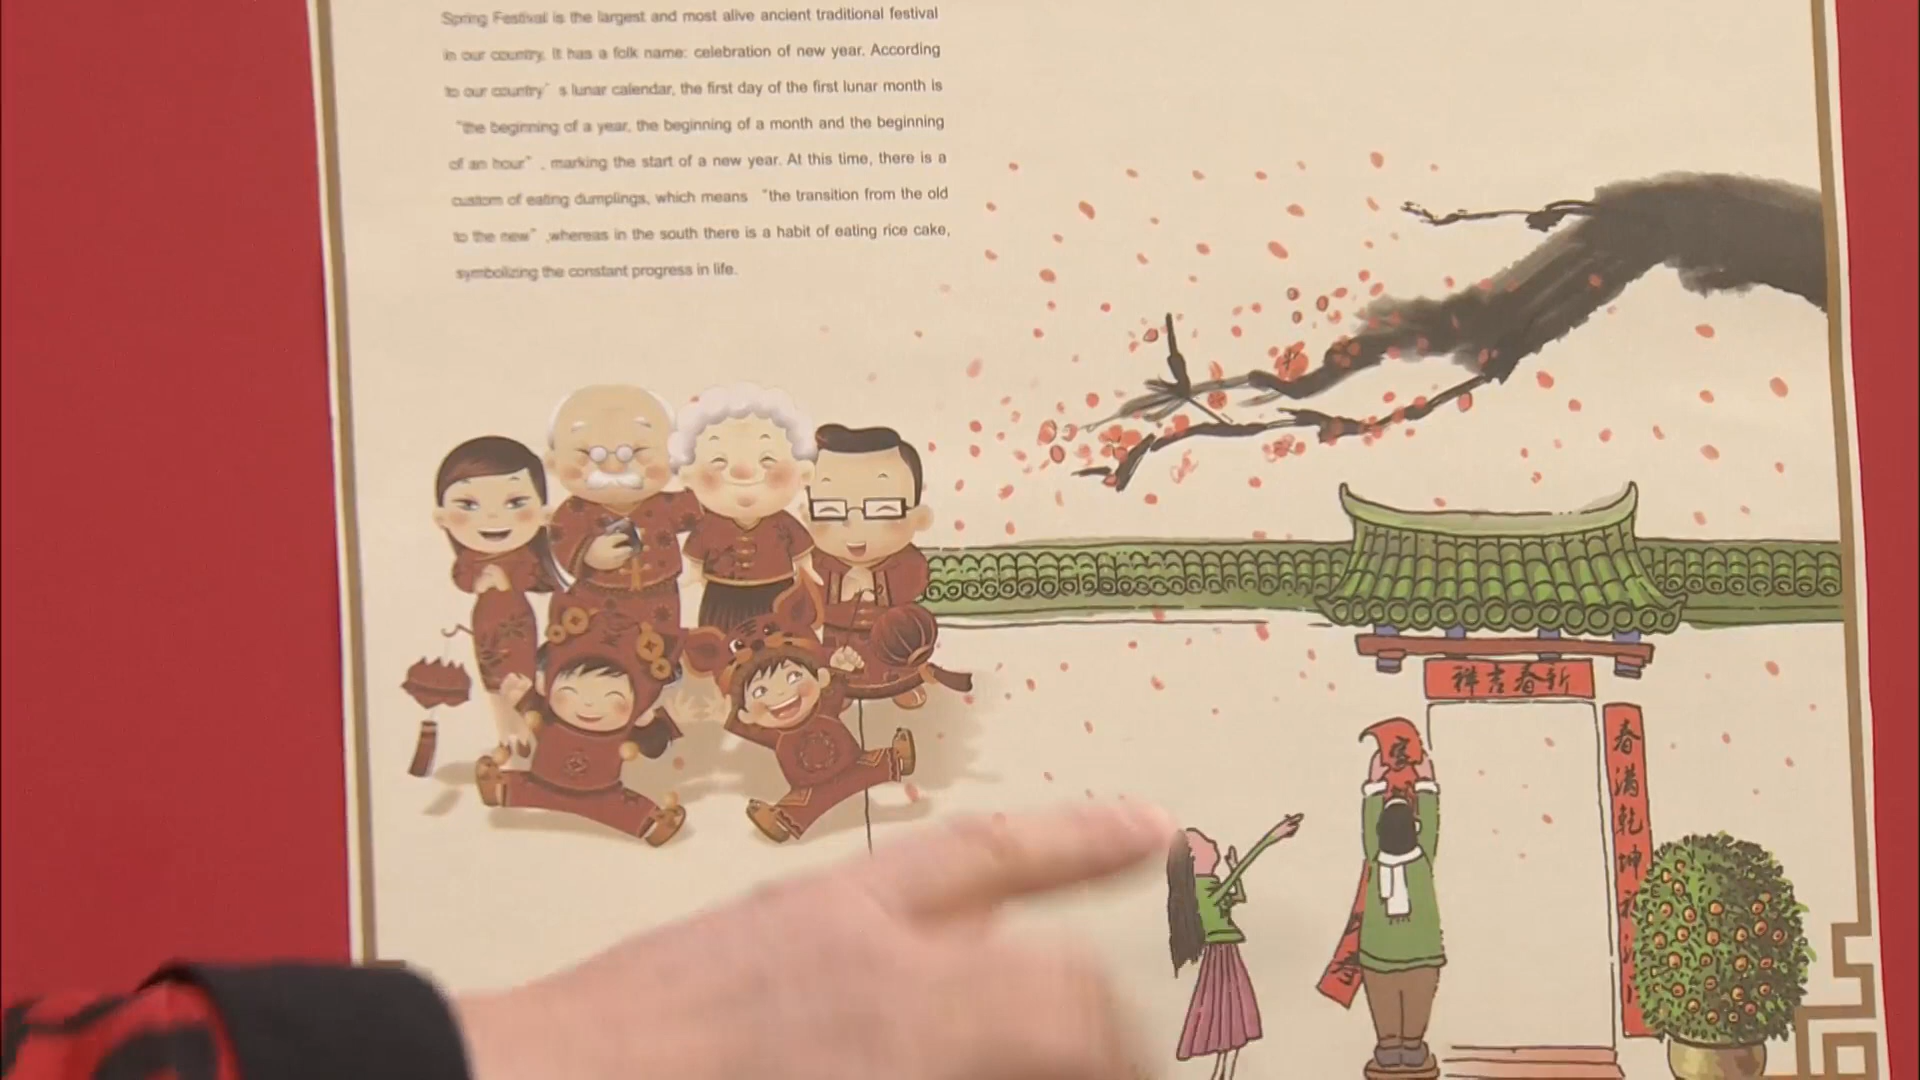 Spring Festival is the largest and most alive ancient traditional festival
in our country. It has a folk name: celebration of new year. According
to our country’ s lunar calendar, the first day of the first lunar month is
“the beginning of a year, the beginning of a month and the beginning
of an hour” , marking the start of a new year. At this time, there is a
custom of eating dumplings, which means “the transition from the old
to the new” ,whereas in the south there is a habit of eating rice cake,
symbolizing the constant progress in life.
祥吉春新
家
春
春满乾坤